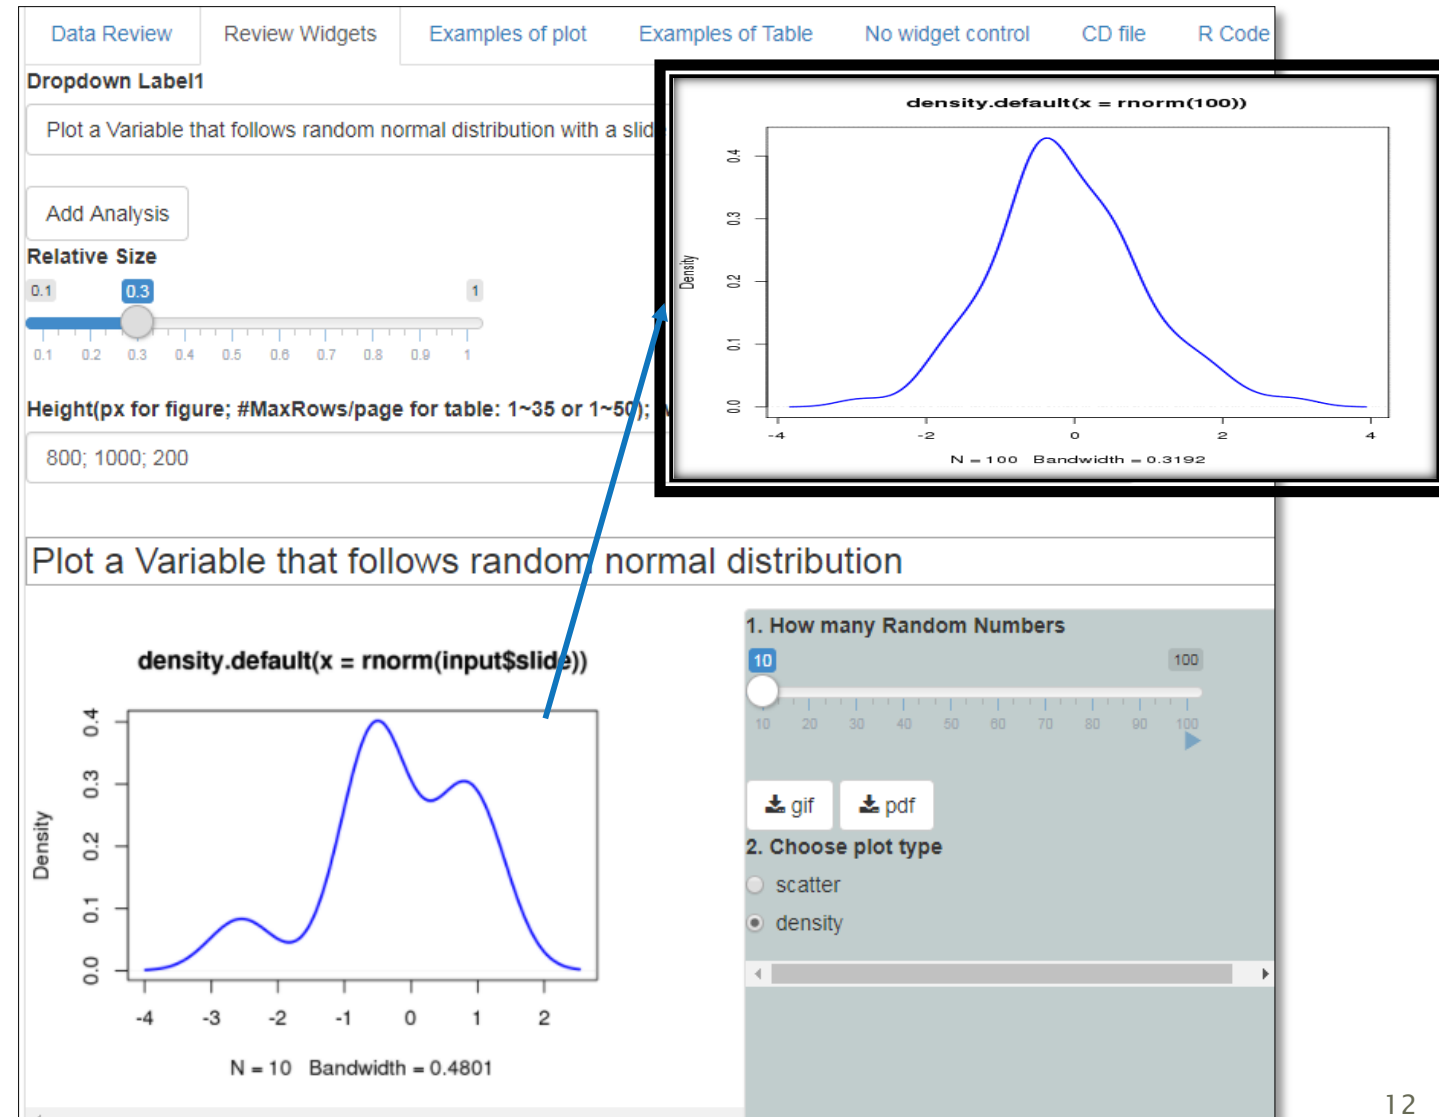 Data Review Review Widgets Examples of plot Examples of Table No widget control CD file R Code
Dropdown Label1
Plot a Variable that follows random normal distribution with a slid
Add Analysis
Relative Size
0.1 0.3 1
0.1 0.2 0.3 0.4 0.5 0.6 0.7 0.8 0.9 1
Height(px for figure; #MaxRows/page for table: 1~35 or 1~50);
800; 1000; 200
density.default(x = rnorm(100))
Density
0.0 0.1 0.2 0.3 0.4
-4 -2 0 2 4
N = 100 Bandwidth = 0.3192
Plot a Variable that follows random normal distribution
density.default(x = rnorm(input$slide))
Density
0.0 0.1 0.2 0.3 0.4
-4 -3 -2 -1 0 1 2
N = 10 Bandwidth = 0.4801
1. How many Random Numbers
10 100
10 20 30 40 50 60 70 80 90 100
gif pdf
2. Choose plot type
scatter
density
12